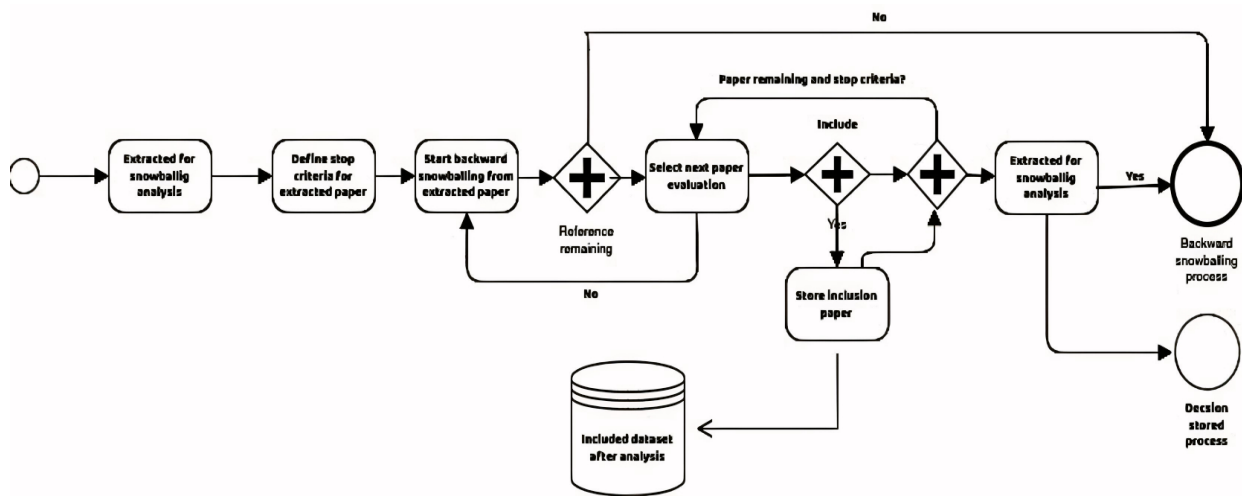 No
Paper remaining and stop criteria?
Include
Extracted for
snowballig
analysis
Define stop
criteria for
extracted paper
Start backward
snowballing from
extracted paper
Select next paper
evaluation
Extracted for
snowballig
analysis
Yes
Reference
remaining
Yes
Backward
snowballing
process
No
Store inclusion
paper
Included dataset
after analysis
Decsion
stored
process